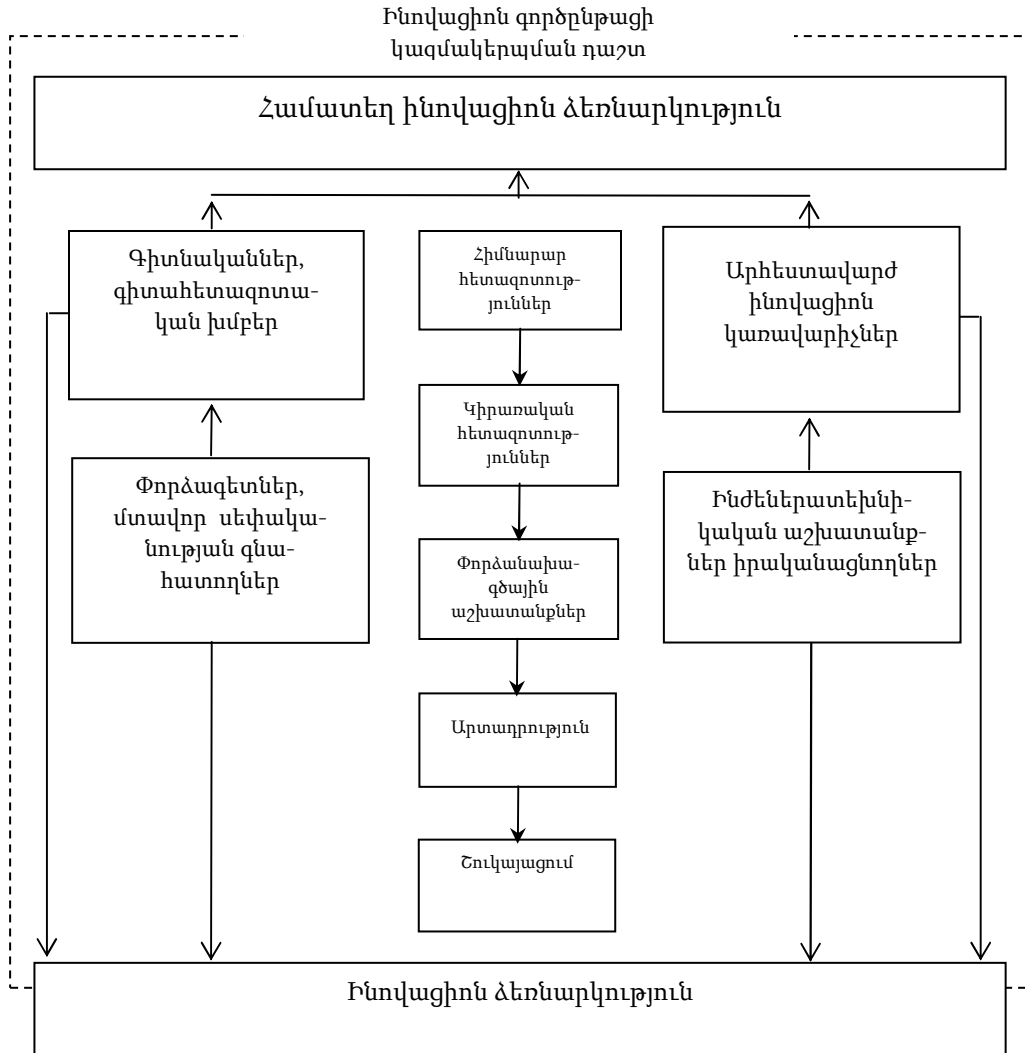 Ինովացիոն գործընթացի
կազմակերպման դաշտ
Համատեղ ինովացիոն ձեռնարկություն
Գիտնականներ,
գիտահետազոտա-
կան խմբեր
Հիմնարար
հետազոտությ-
յուններ
Արհեստավարժ
ինովացիոն
կառավարիչներ
Կիրառական
հետազոտութ-
յուններ
Փորձագետներ,
մտավոր սեփակա-
նության գնա-
հատողներ
Ինժեներատեխնի-
կական աշխատանք-
ներ իրականացնողներ
Փորձանախա-
գծային
աշխատանքներ
Արտադրություն
Շուկայացում
Ինովացիոն ձեռնարկություն